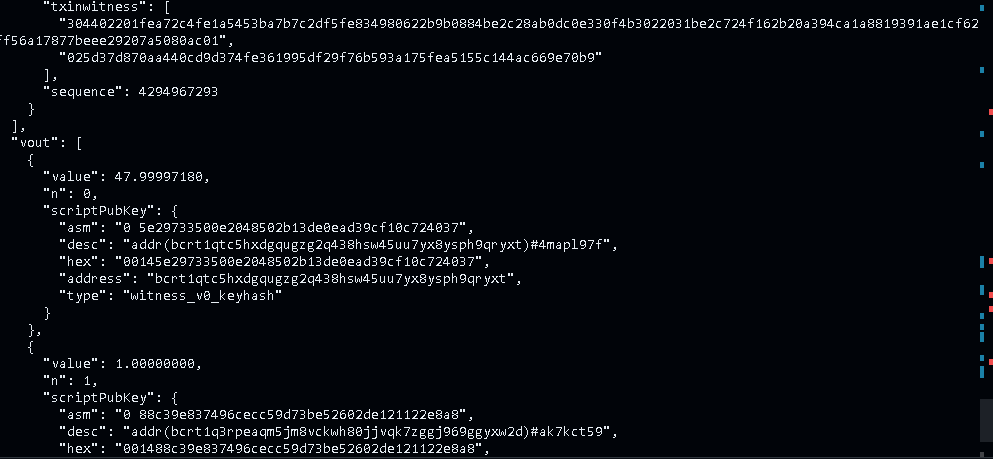 "txinwitness": [
"304402201fea72c4fe1a5453ba7b7c2df5fe834980622b9b0884be2c28ab0dc0e330f4b3022031be2c724f162b20a394ca1a8819391ae1cf62
ff56a17877beee29207a5080ac01",
"025d37d870aa440cd9d374fe361995df29f76b593a175fea5155c144ac669e70b9"
],
"sequence": 4294967293
}
],
"vout": [
{
"value": 47.99997180,
"n": 0,
"scriptPubKey": {
"asm": "0 5e29733500e2048502b13de0ead39cf10c724037",
"desc": "addr(bcrt1qtc5hxdgqugzg2q438hsw45uu7yx8ysph9qryxt)#4mapl97f",
"hex": "00145e29733500e2048502b13de0ead39cf10c724037",
"address": "bcrt1qtc5hxdgqugzg2q438hsw45uu7yx8ysph9qryxt",
"type": "witness_v0_keyhash"
}
},
{
"value": 1.00000000,
"n": 1,
"scriptPubKey": {
"asm": "0 88c39e837496cecc59d73be52602de121122e8a8",
"desc": "addr(bcrt1q3rpeaqm5jm8vckwh80jjvqk7zggj969ggyxw2d)#ak7kct59",
"hex": "001488c39e837496cecc59d73be52602de121122e8a8",